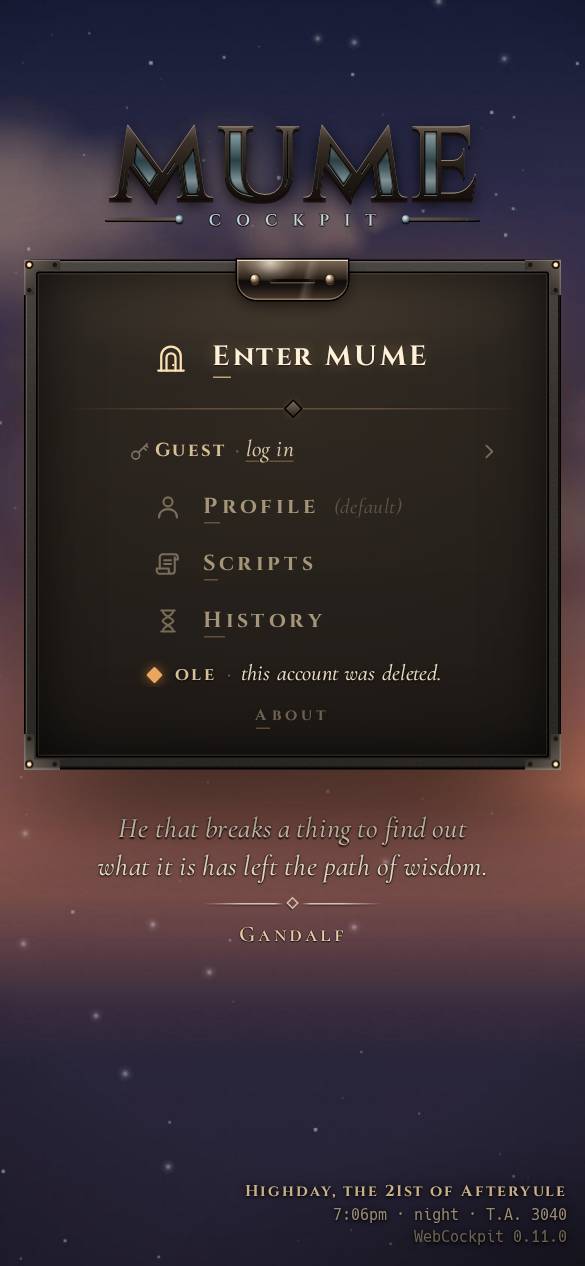 MUME
COCKPIT
Enter MUME
Guest · log in
Profile (default)
Scripts
History
OLE · this account was deleted.
About
He that breaks a thing to find out
what it is has left the path of wisdom.
Gandalf
Highday, the 21st of Afteryule
7:06pm · night · T.A. 3040
WebCockpit 0.11.0